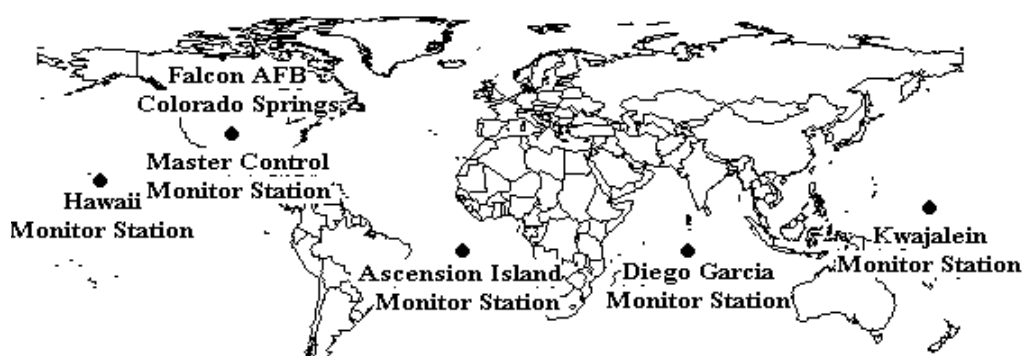 Falcon AFB
Colorado Springs
Master Control
Monitor Station
Hawaii
Monitor Station
Ascension Island
Monitor Station
Diego Garcia
Monitor Station
Kwajalein
Monitor Station